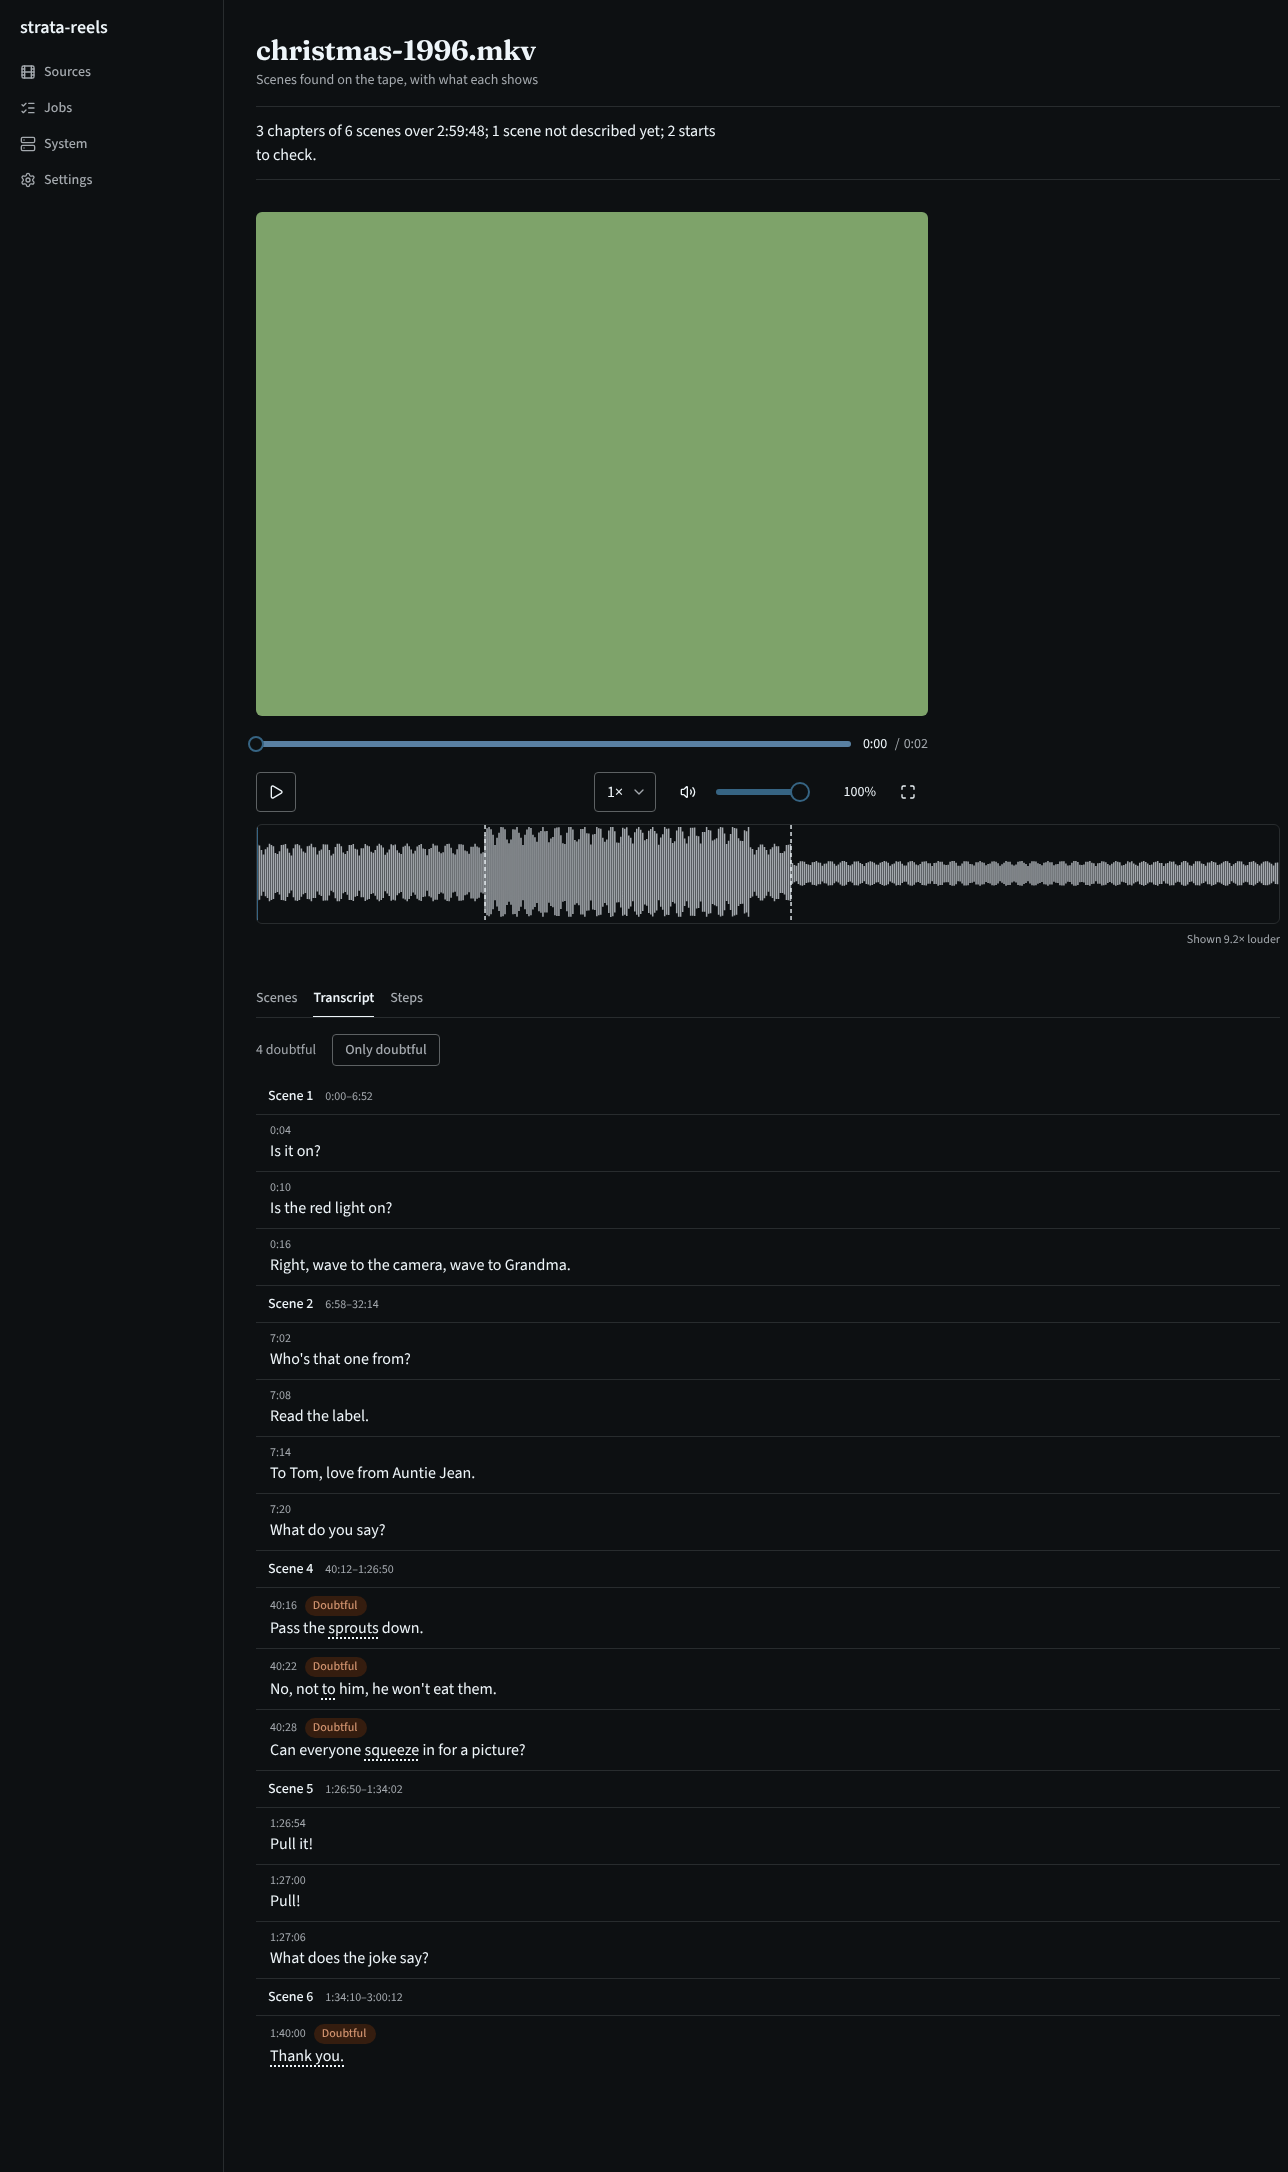 strata-reels
Sources
Jobs
System
Settings
christmas-1996.mkv
Scenes found on the tape, with what each shows
3 chapters of 6 scenes over 2:59:48; 1 scene not described yet; 2 starts
to check.
0:00 / 0:02
1×
100%
Shown 9.2× louder
Scenes Transcript Steps
4 doubtful Only doubtful
Scene 1 0:00–6:52
0:04
Is it on?
0:10
Is the red light on?
0:16
Right, wave to the camera, wave to Grandma.
Scene 2 6:58–32:14
7:02
Who's that one from?
7:08
Read the label.
7:14
To Tom, love from Auntie Jean.
7:20
What do you say?
Scene 4 40:12–1:26:50
40:16 Doubtful
Pass the sprouts down.
40:22 Doubtful
No, not to him, he won't eat them.
40:28 Doubtful
Can everyone squeeze in for a picture?
Scene 5 1:26:50–1:34:02
1:26:54
Pull it!
1:27:00
Pull!
1:27:06
What does the joke say?
Scene 6 1:34:10–3:00:12
1:40:00 Doubtful
Thank you.